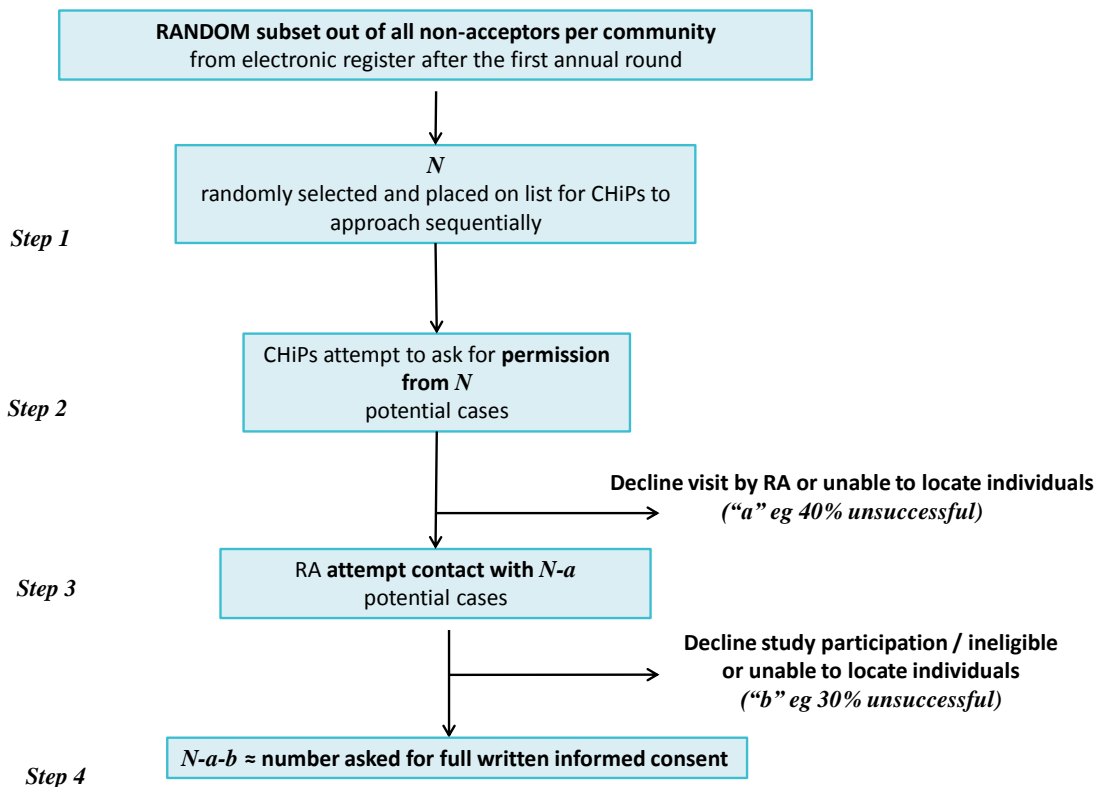 RANDOM subset out of all non-acceptors per community
from electronic register after the first annual round
N
randomly selected and placed on list for CHiPs to
approach sequentially
Step 1
CHiPs attempt to ask for permission
from N
potential cases
Step 2
Decline visit by RA or unable to locate individuals
(“a” eg 40% unsuccessful)
RA attempt contact with N-a
potential cases
Step 3
Decline study participation / ineligible
or unable to locate individuals
(“b” eg 30% unsuccessful)
N-a-b ≈ number asked for full written informed consent
Step 4